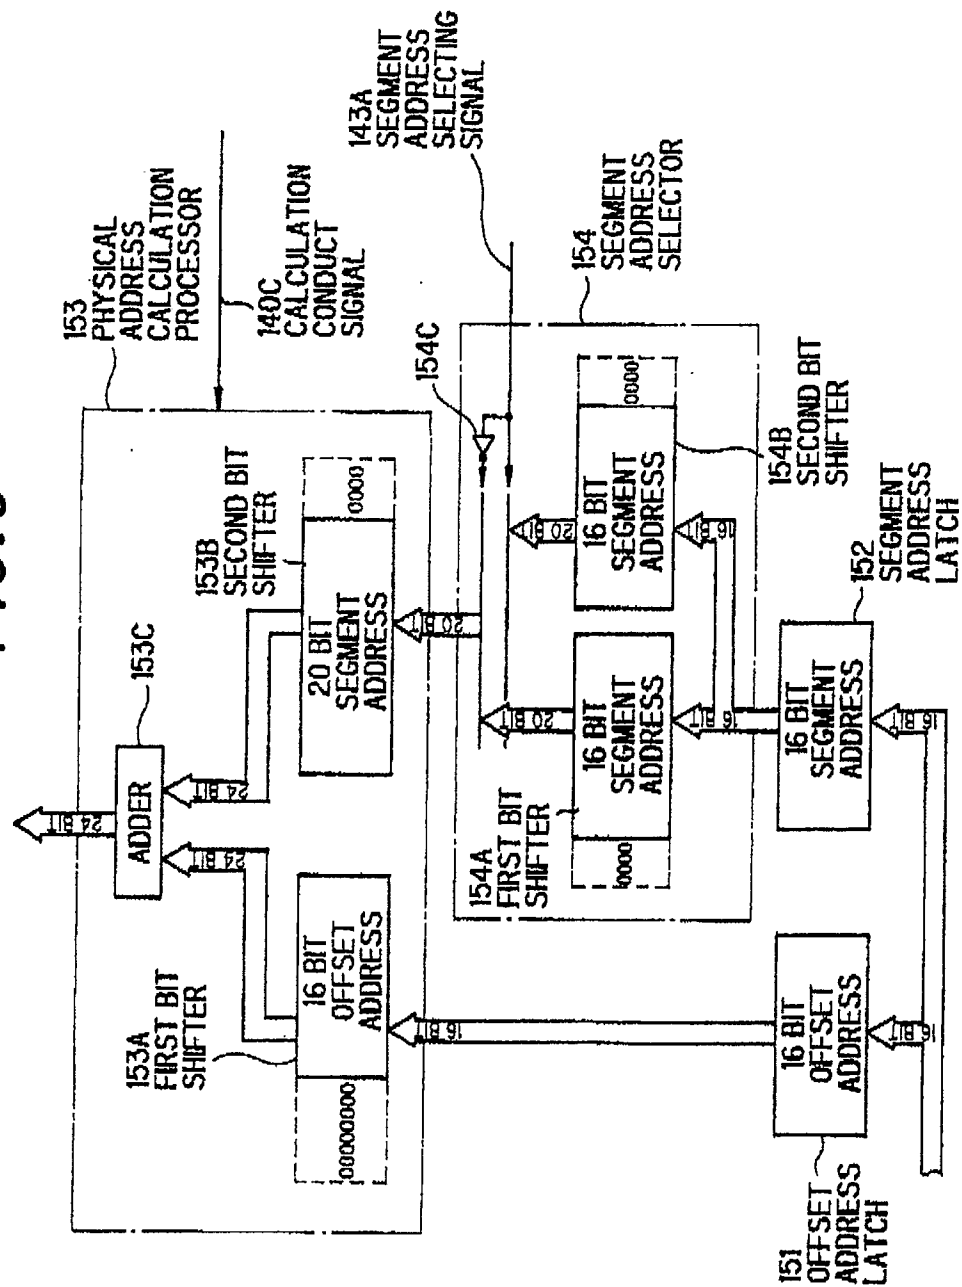 153
PHYSICAL
ADDRESS
CALCULATION
PROCESSOR
140C
CALCULATION
CONDUCT
SIGNAL
143A
SEGMENT
ADDRESS
SELECTING
SIGNAL
24 BIT
ADDER
153C
24 BIT
24 BIT
153A
FIRST BIT
SHIFTER
00000000
16 BIT
OFFSET
ADDRESS
153B
SECOND BIT
SHIFTER
20 BIT
SEGMENT
ADDRESS
0000
16 BIT
20 BIT
154C
154
SEGMENT
ADDRESS
SELECTOR
20 BIT
20 BIT
154A
FIRST BIT
SHIFTER
0000
16 BIT
SEGMENT
ADDRESS
16 BIT
SEGMENT
ADDRESS
0000
154B
SECOND BIT
SHIFTER
16 BIT
16 BIT
151
OFFSET
ADDRESS
LATCH
16 BIT
OFFSET
ADDRESS
16 BIT
SEGMENT
ADDRESS
152
SEGMENT
ADDRESS
LATCH
16 BIT
16 BIT